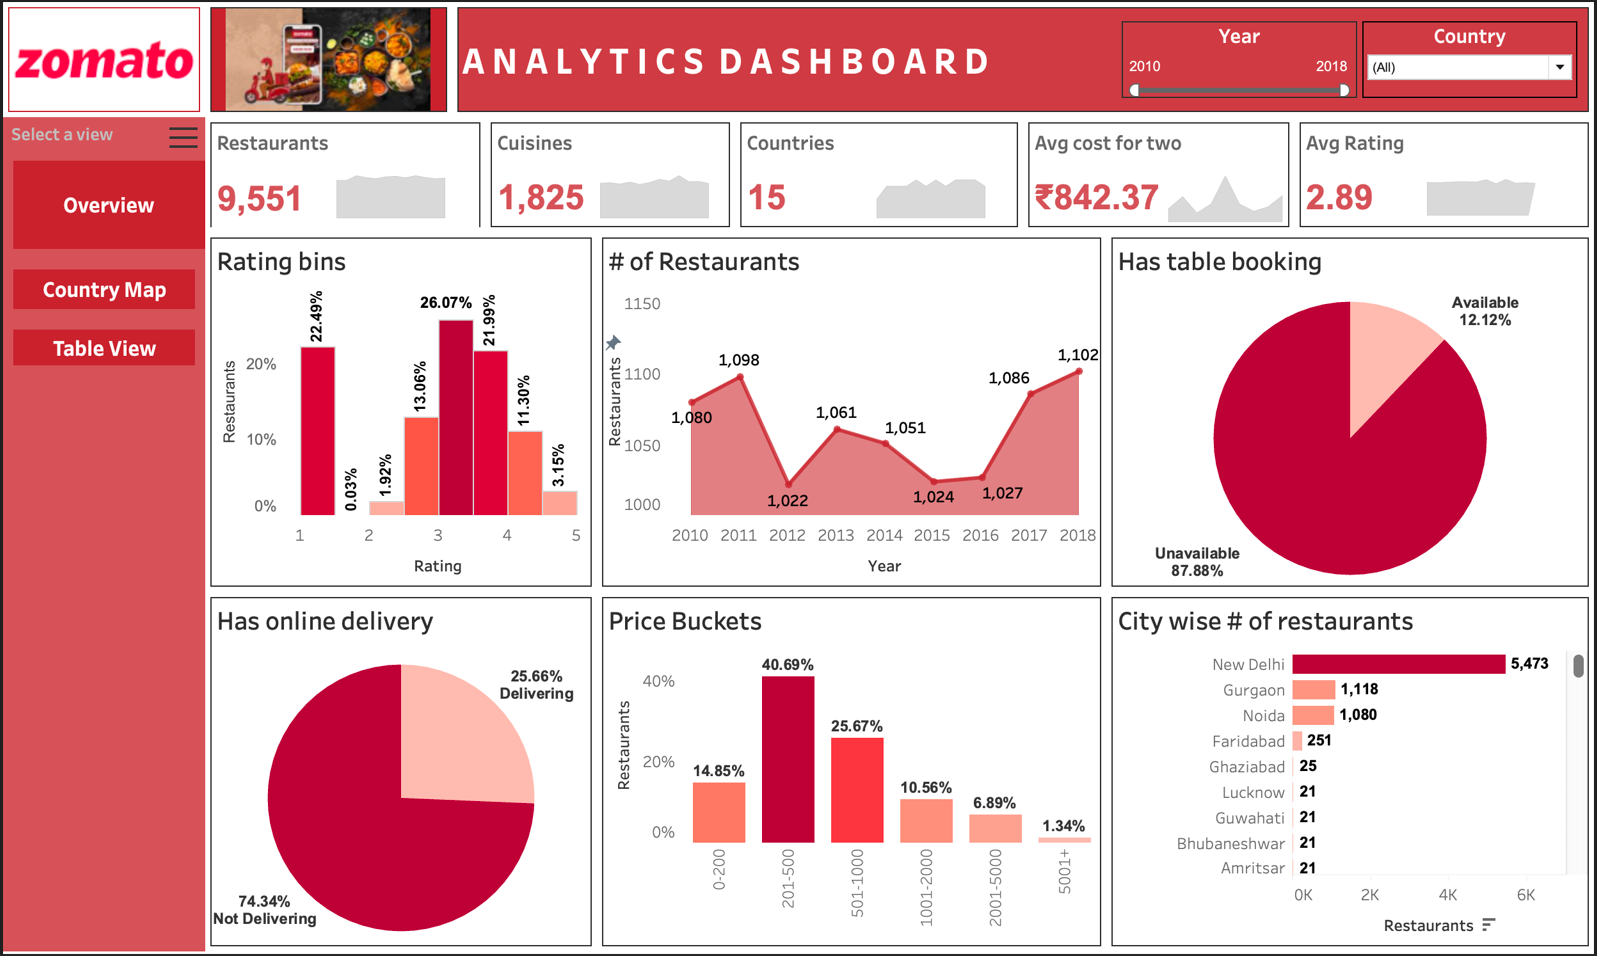 zomato
ANALYTICS DASHBOARD
Year
2010 2018
Country
(All)
Select a view
Overview
Country Map
Table View
Restaurants
9,551
Cuisines
1,825
Countries
15
Avg cost for two
₹842.37
Avg Rating
2.89
Rating bins
Restaurants
20%
10%
0%
22.49%
0.03%
1.92%
13.06%
26.07%
21.99%
11.30%
3.15%
1 2 3 4 5
Rating
# of Restaurants
Restaurants
1150
1100
1050
1000
1,080
1,098
1,022
1,061
1,051
1,024
1,027
1,086
1,102
2010 2011 2012 2013 2014 2015 2016 2017 2018
Year
Has table booking
Available
12.12%
Unavailable
87.88%
Has online delivery
25.66%
Delivering
74.34%
Not Delivering
Price Buckets
Restaurants
40%
20%
0%
14.85%
40.69%
25.67%
10.56%
6.89%
1.34%
0-200
201-500
501-1000
1001-2000
2001-5000
5001+
City wise # of restaurants
New Delhi 5,473
Gurgaon 1,118
Noida 1,080
Faridabad 251
Ghaziabad 25
Lucknow 21
Guwahati 21
Bhubaneshwar 21
Amritsar 21
0K 2K 4K 6K
Restaurants